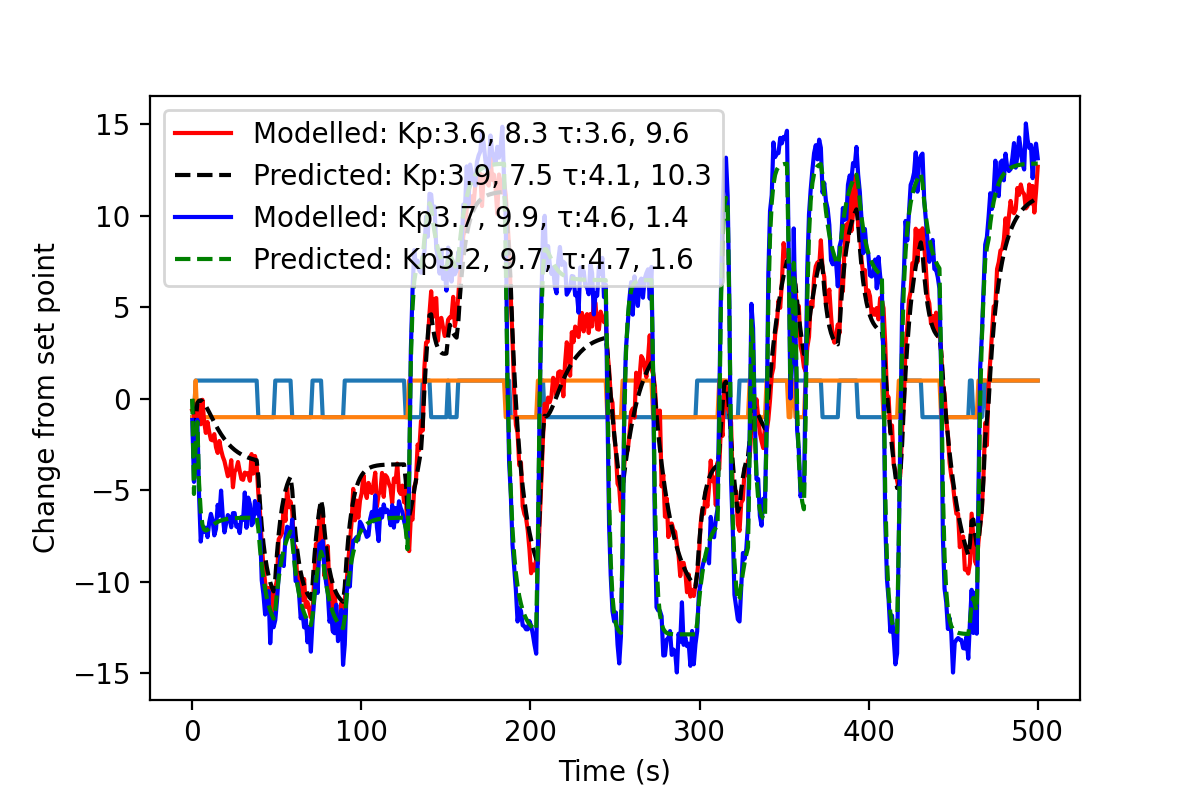 Modelled: Kp:3.6, 8.3 τ:3.6, 9.6
Predicted: Kp:3.9, 7.5 τ:4.1, 10.3
Modelled: Kp3.7, 9.9, τ:4.6, 1.4
Predicted: Kp3.2, 9.7, τ:4.7, 1.6
15
10
5
0
−5
−10
−15
Change from set point
0 100 200 300 400 500
Time (s)